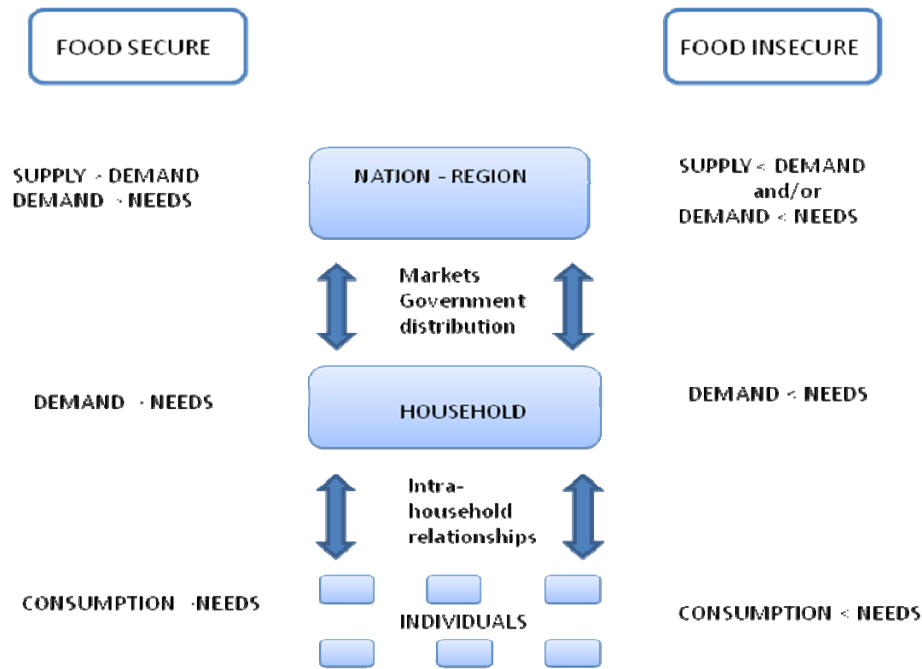 FOOD SECURE
FOOD INSECURE
SUPPLY > DEMAND
DEMAND > NEEDS
NATION – REGION
SUPPLY < DEMAND
and/or
DEMAND < NEEDS
Markets
Government
distribution
DEMAND > NEEDS
HOUSEHOLD
DEMAND < NEEDS
Intra-
household
relationships
CONSUMPTION >NEEDS
INDIVIDUALS
CONSUMPTION < NEEDS